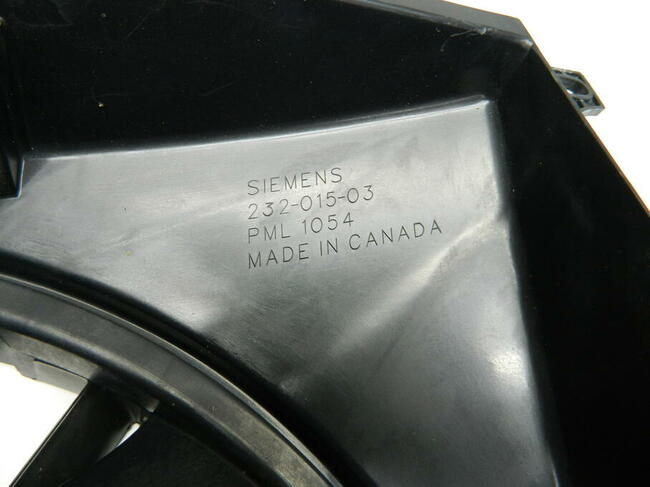 SIEMENS
232-015-03
PML 1054
MADE IN CANADA